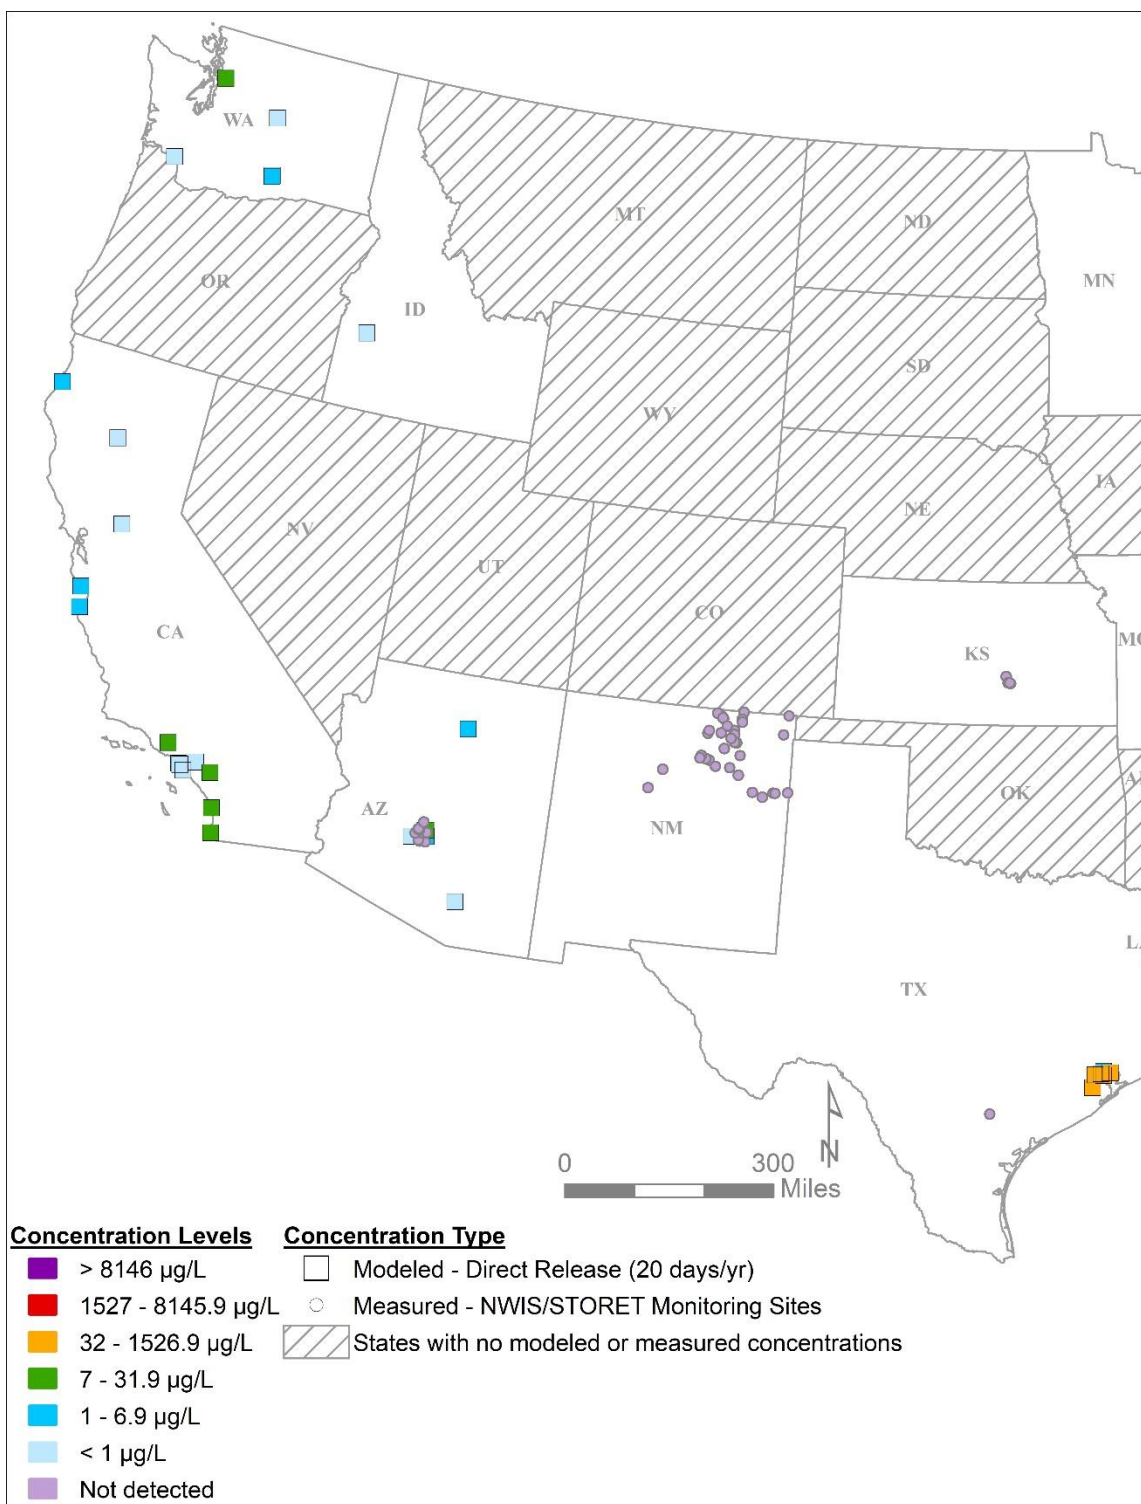 WA
MT
ND
MN
OR
ID
SD
WY
IA
NE
NV
UT
CO
CA
KS
MO
AZ
NM
OK
TX
N
0 300
Miles
Concentration Levels
> 8146 µg/L
1527 - 8145.9 µg/L
32 - 1526.9 µg/L
7 - 31.9 µg/L
1 - 6.9 µg/L
< 1 µg/L
Not detected
Concentration Type
Modeled - Direct Release (20 days/yr)
Measured - NWIS/STORET Monitoring Sites
States with no modeled or measured concentrations